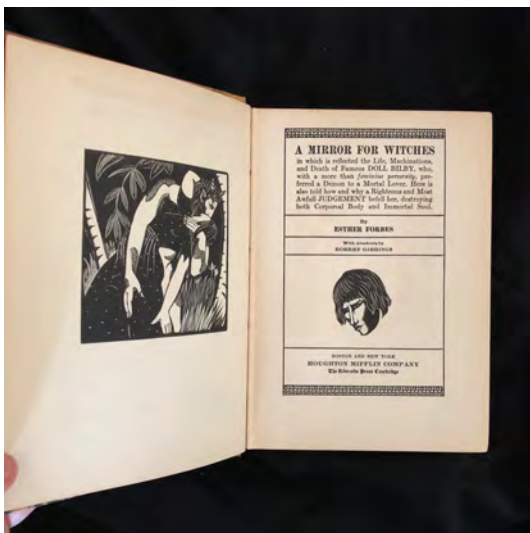 A MIRROR FOR WITCHES
in which is reflected the Life, Machinations,
and Death of Famous DOLL BILBY, who,
with a more than feminine perversity, pre-
ferred a Demon to a Mortal Lover. Here is
also told how and why a Righteous and Most
Awfull JUDGEMENT befell her, destroying
both Corporeal Body and Immortal Soul.
By
ESTHER FORBES
With woodcuts by
ROBERT GIBBINGS
BOSTON AND NEW YORK
HOUGHTON MIFFLIN COMPANY
The Riverside Press Cambridge